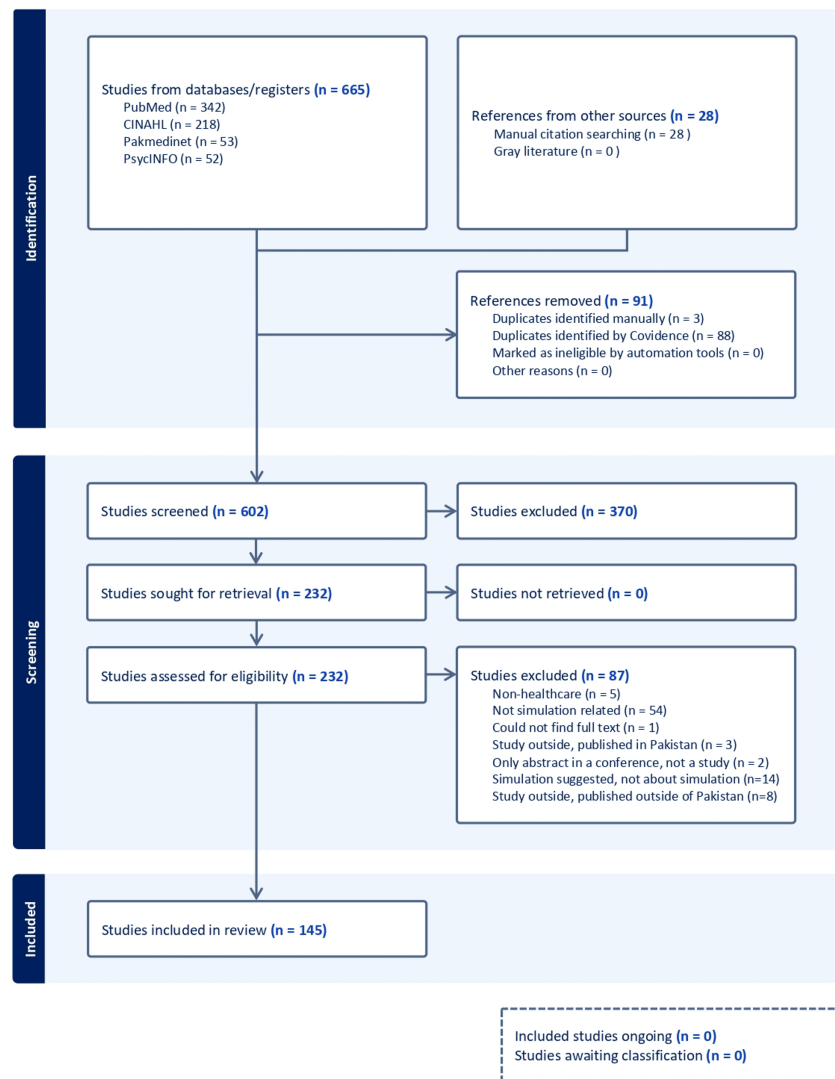 Identification
Studies from databases/registers (n = 665)
PubMed (n = 342)
CINAHL (n = 218)
Pakmedinet (n = 53)
PsycINFO (n = 52)
References from other sources (n = 28)
Manual citation searching (n = 28 )
Gray literature (n = 0 )
References removed (n = 91)
Duplicates identified manually (n = 3)
Duplicates identified by Covidence (n = 88)
Marked as ineligible by automation tools (n = 0)
Other reasons (n = 0)
Screening
Studies screened (n = 602)
Studies excluded (n = 370)
Studies sought for retrieval (n = 232)
Studies not retrieved (n = 0)
Studies assessed for eligibility (n = 232)
Studies excluded (n = 87)
Non-healthcare (n = 5)
Not simulation related (n = 54)
Could not find full text (n = 1)
Study outside, published in Pakistan (n = 3)
Only abstract in a conference, not a study (n = 2)
Simulation suggested, not about simulation (n=14)
Study outside, published outside of Pakistan (n=8)
Included
Studies included in review (n = 145)
Included studies ongoing (n = 0)
Studies awaiting classification (n = 0)